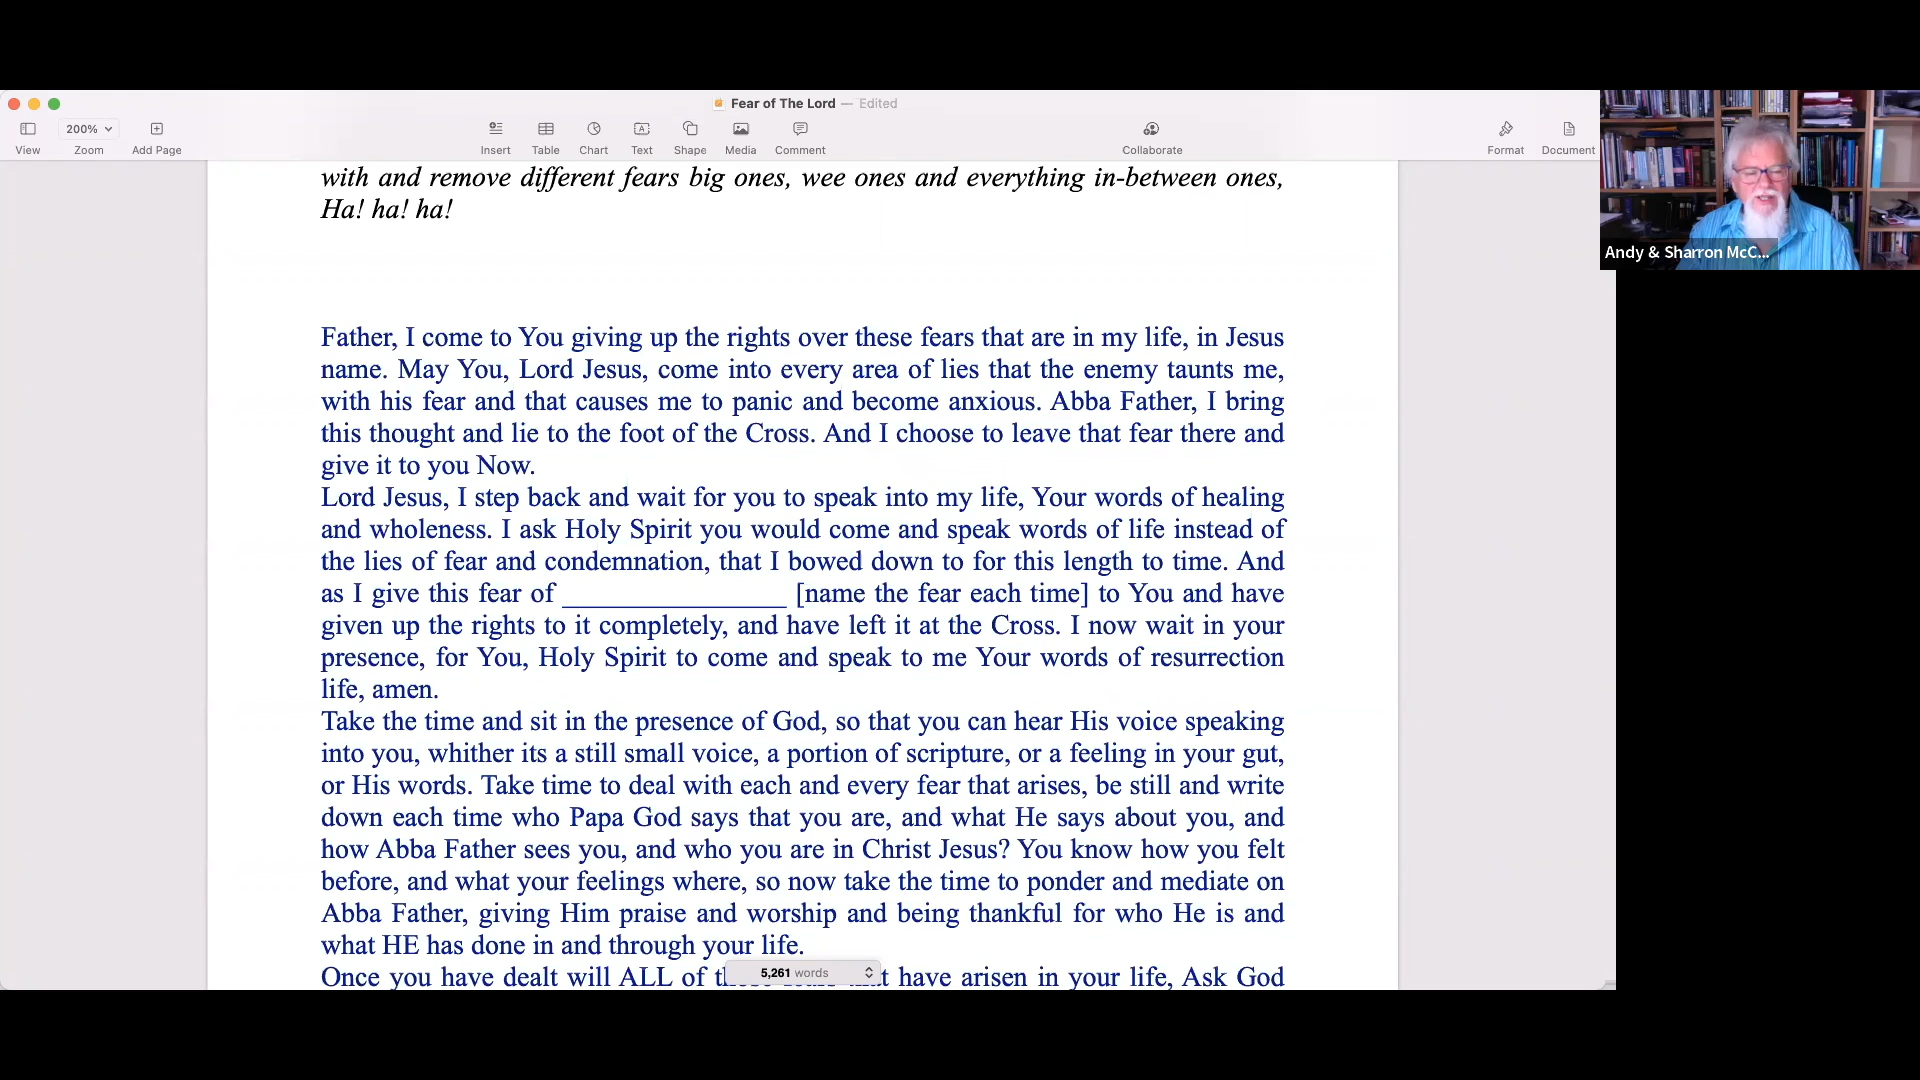 Fear of The Lord — Edited
200%
View Zoom Add Page Insert Table Chart Text Shape Media Comment Collaborate Format Document
Andy & Sharron McC...
with and remove different fears big ones, wee ones and everything in-between ones,
Ha! ha! ha!
Father, I come to You giving up the rights over these fears that are in my life, in Jesus
name. May You, Lord Jesus, come into every area of lies that the enemy taunts me,
with his fear and that causes me to panic and become anxious. Abba Father, I bring
this thought and lie to the foot of the Cross. And I choose to leave that fear there and
give it to you Now.
Lord Jesus, I step back and wait for you to speak into my life, Your words of healing
and wholeness. I ask Holy Spirit you would come and speak words of life instead of
the lies of fear and condemnation, that I bowed down to for this length to time. And
as I give this fear of ________________ [name the fear each time] to You and have
given up the rights to it completely, and have left it at the Cross. I now wait in your
presence, for You, Holy Spirit to come and speak to me Your words of resurrection
life, amen.
Take the time and sit in the presence of God, so that you can hear His voice speaking
into you, whither its a still small voice, a portion of scripture, or a feeling in your gut,
or His words. Take time to deal with each and every fear that arises, be still and write
down each time who Papa God says that you are, and what He says about you, and
how Abba Father sees you, and who you are in Christ Jesus? You know how you felt
before, and what your feelings where, so now take the time to ponder and mediate on
Abba Father, giving Him praise and worship and being thankful for who He is and
what HE has done in and through your life.
Once you have dealt will ALL of have arisen in your life, Ask God
5,261 words